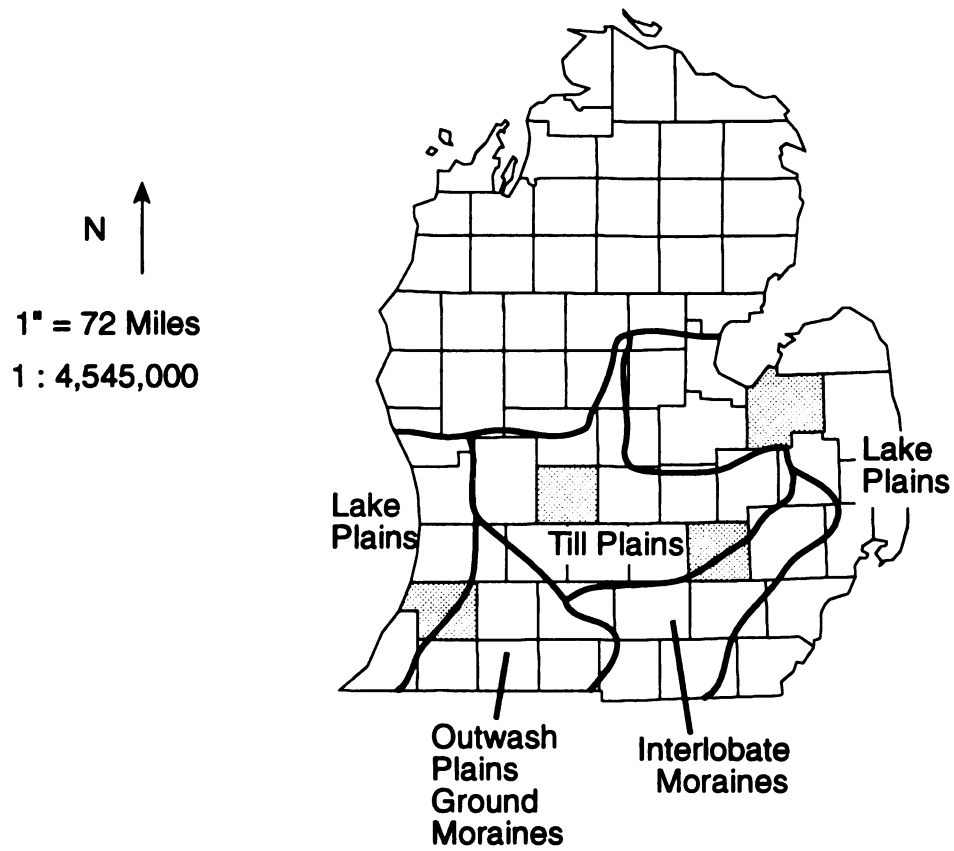 N
1" = 72 Miles
1 : 4,545,000
Lake
Plains
Lake
Plains
Till Plains
Outwash
Plains
Ground
Moraines
Interlobate
Moraines